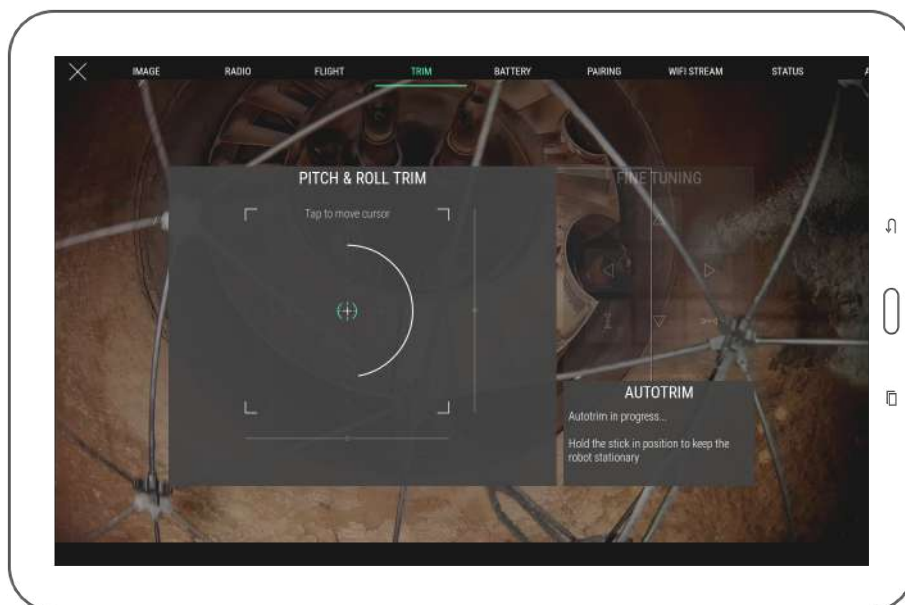 IMAGE RADIO FLIGHT TRIM BATTERY PAIRING WIFI STREAM STATUS A
PITCH & ROLL TRIM
Tap to move cursor
FINE TUNING
AUTOTRIM
Autotrim in progress...
Hold the stick in position to keep the
robot stationary